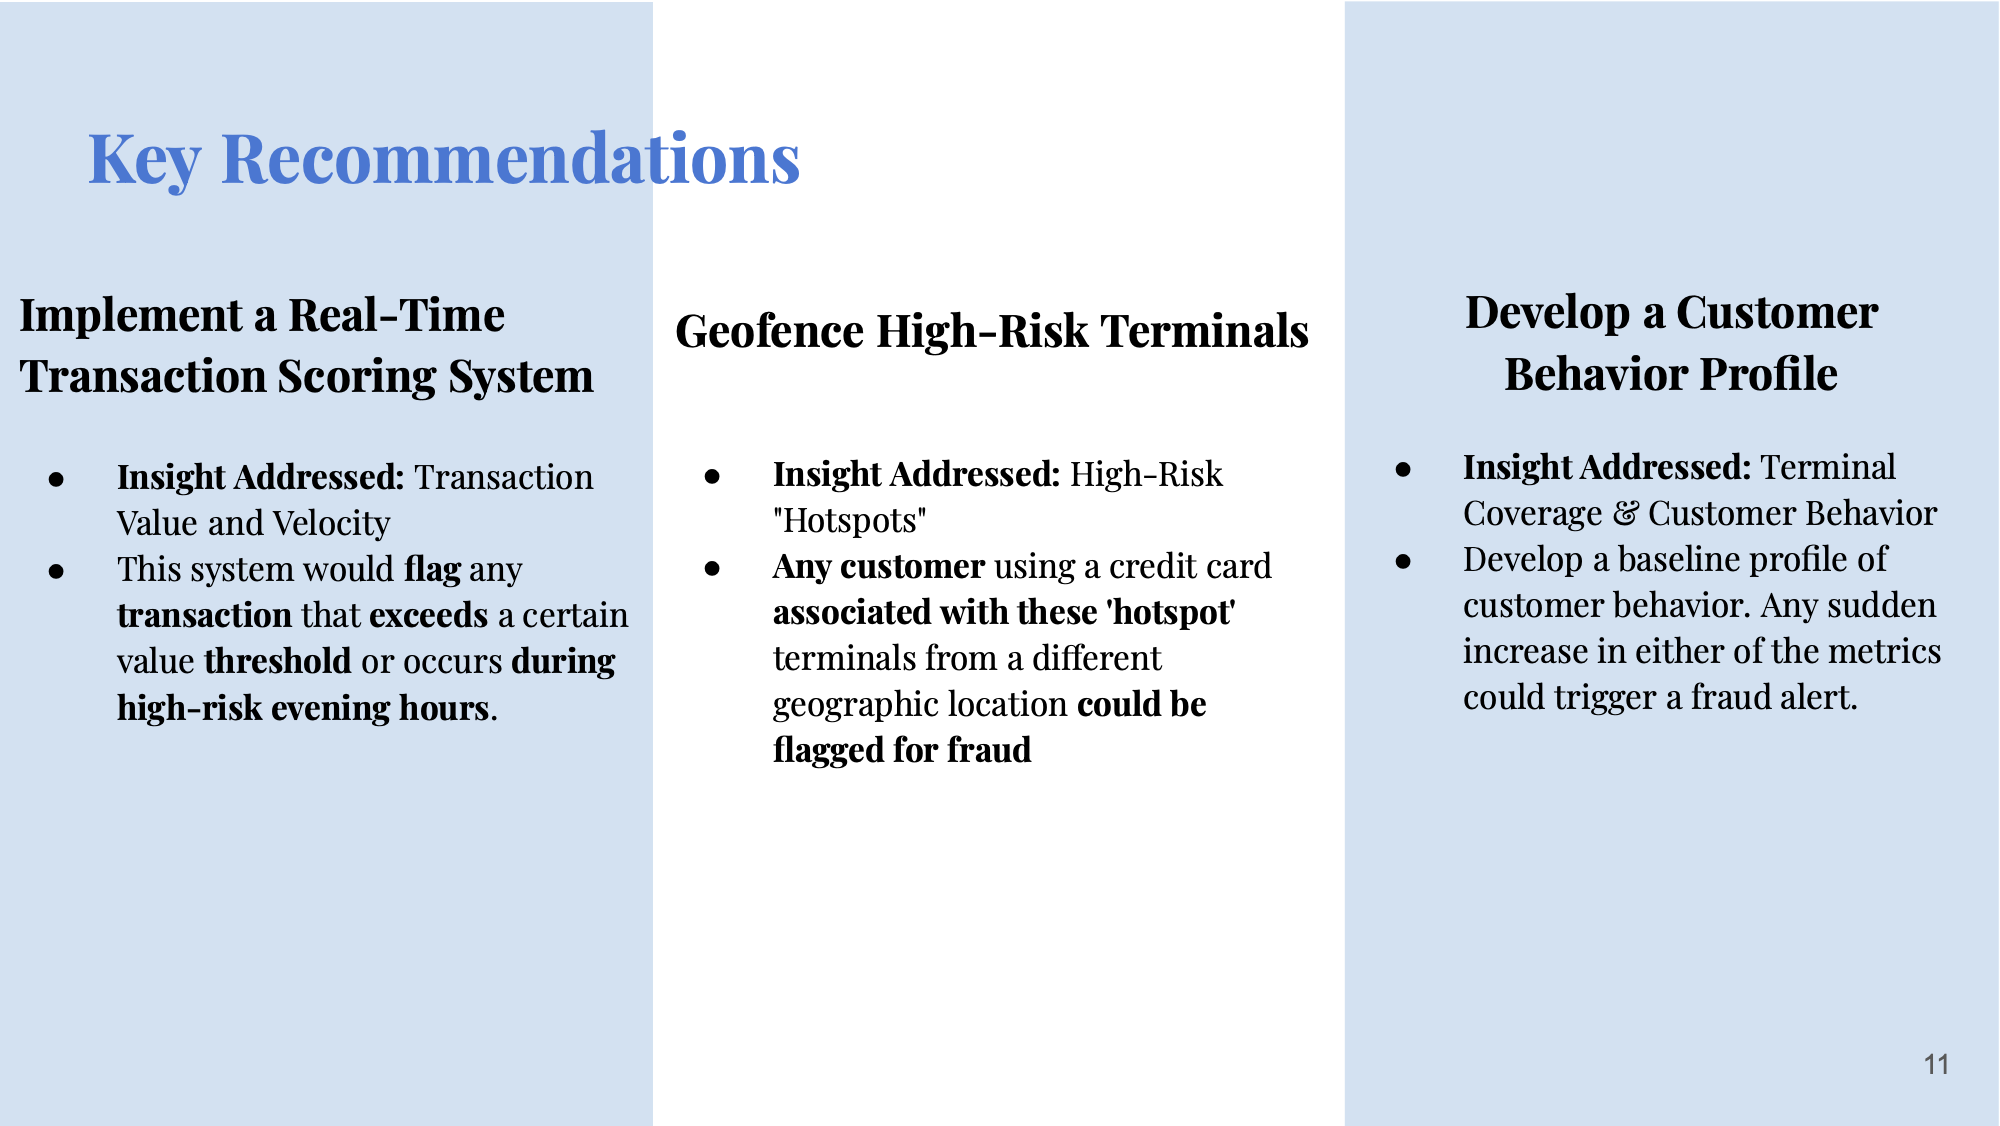 Key Recommendations
Implement a Real-Time
Transaction Scoring System
● Insight Addressed: Transaction
Value and Velocity
● This system would flag any
transaction that exceeds a certain
value threshold or occurs during
high-risk evening hours.
Geofence High-Risk Terminals
● Insight Addressed: High-Risk
"Hotspots"
● Any customer using a credit card
associated with these 'hotspot'
terminals from a different
geographic location could be
flagged for fraud
Develop a Customer
Behavior Profile
● Insight Addressed: Terminal
Coverage & Customer Behavior
● Develop a baseline profile of
customer behavior. Any sudden
increase in either of the metrics
could trigger a fraud alert.
11